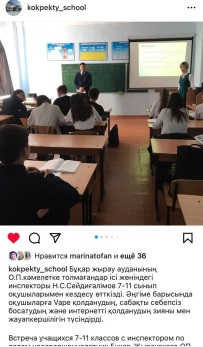 kokpekty_school
Нравится marinatofan и ещё 36
kokpekty_school Бұқар жырау ауданының
О.П.кәмелетке толмағандар ісі жөніндегі
инспекторы Н.С.Сейдіғалімов 7-11 сынып
оқушыларымен кездесу өткізді. Әңгіме барысында
оқушыларға Vape қолданудың, сабақты себепсіз
босатудың және интернетті қолданудың зияны мен
жауапкершілігін түсіндірді.
Встреча учащихся 7-11 классов с инспектором по